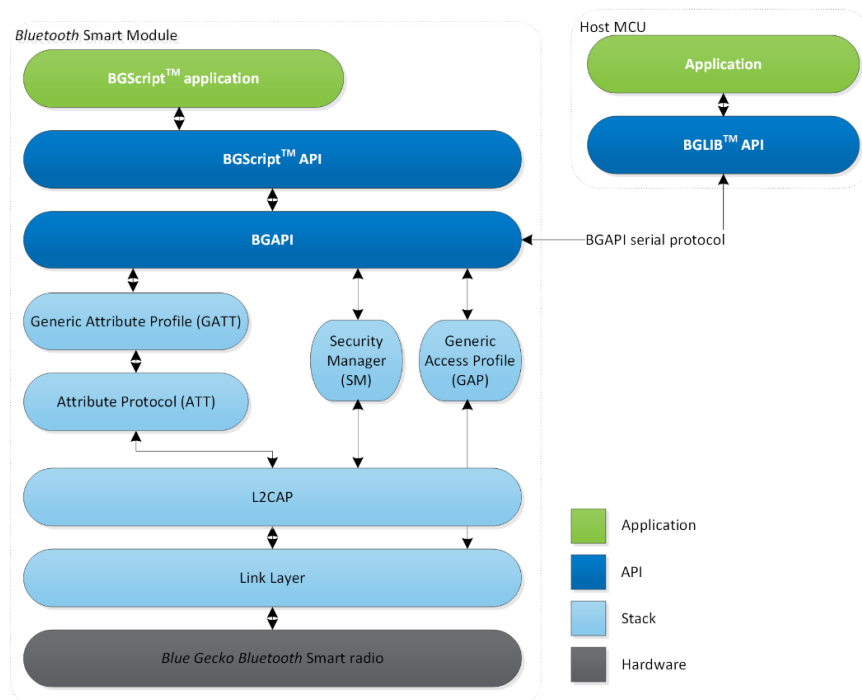 Bluetooth Smart Module
BGScript™ application
BGScript™ API
BGAPI
Generic Attribute Profile (GATT)
Attribute Protocol (ATT)
Security
Manager
(SM)
Generic
Access Profile
(GAP)
L2CAP
Link Layer
Blue Gecko Bluetooth Smart radio
Host MCU
Application
BGLIB™ API
BGAPI serial protocol
Application
API
Stack
Hardware